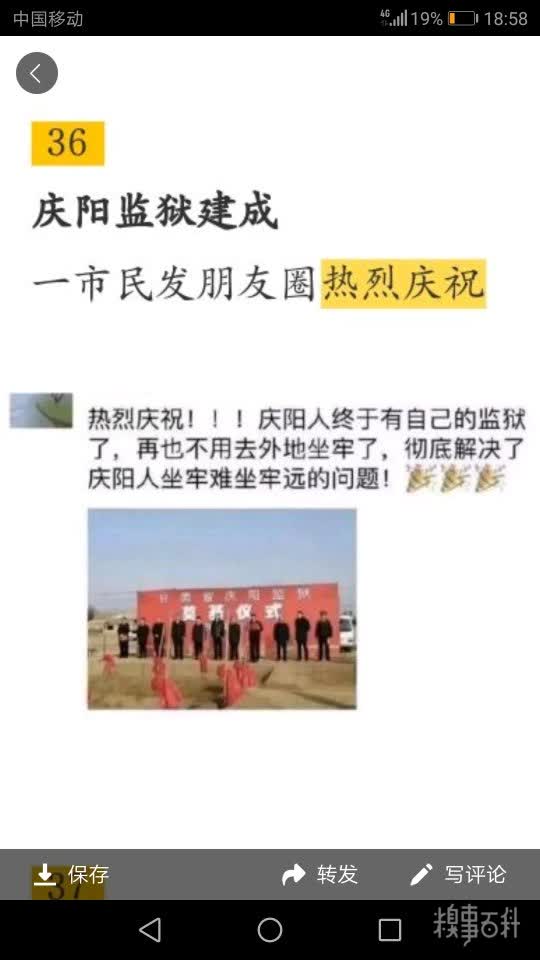 中国移动
4G
19%
18:58
36
庆阳监狱建成
一市民发朋友圈热烈庆祝
热烈庆祝！！！庆阳人终于有自己的监狱
了，再也不用去外地坐牢了，彻底解决了
庆阳人坐牢难坐牢远的问题！
甘肃省庆阳监狱
奠基仪式
37
保存
转发
写评论
糗事百科